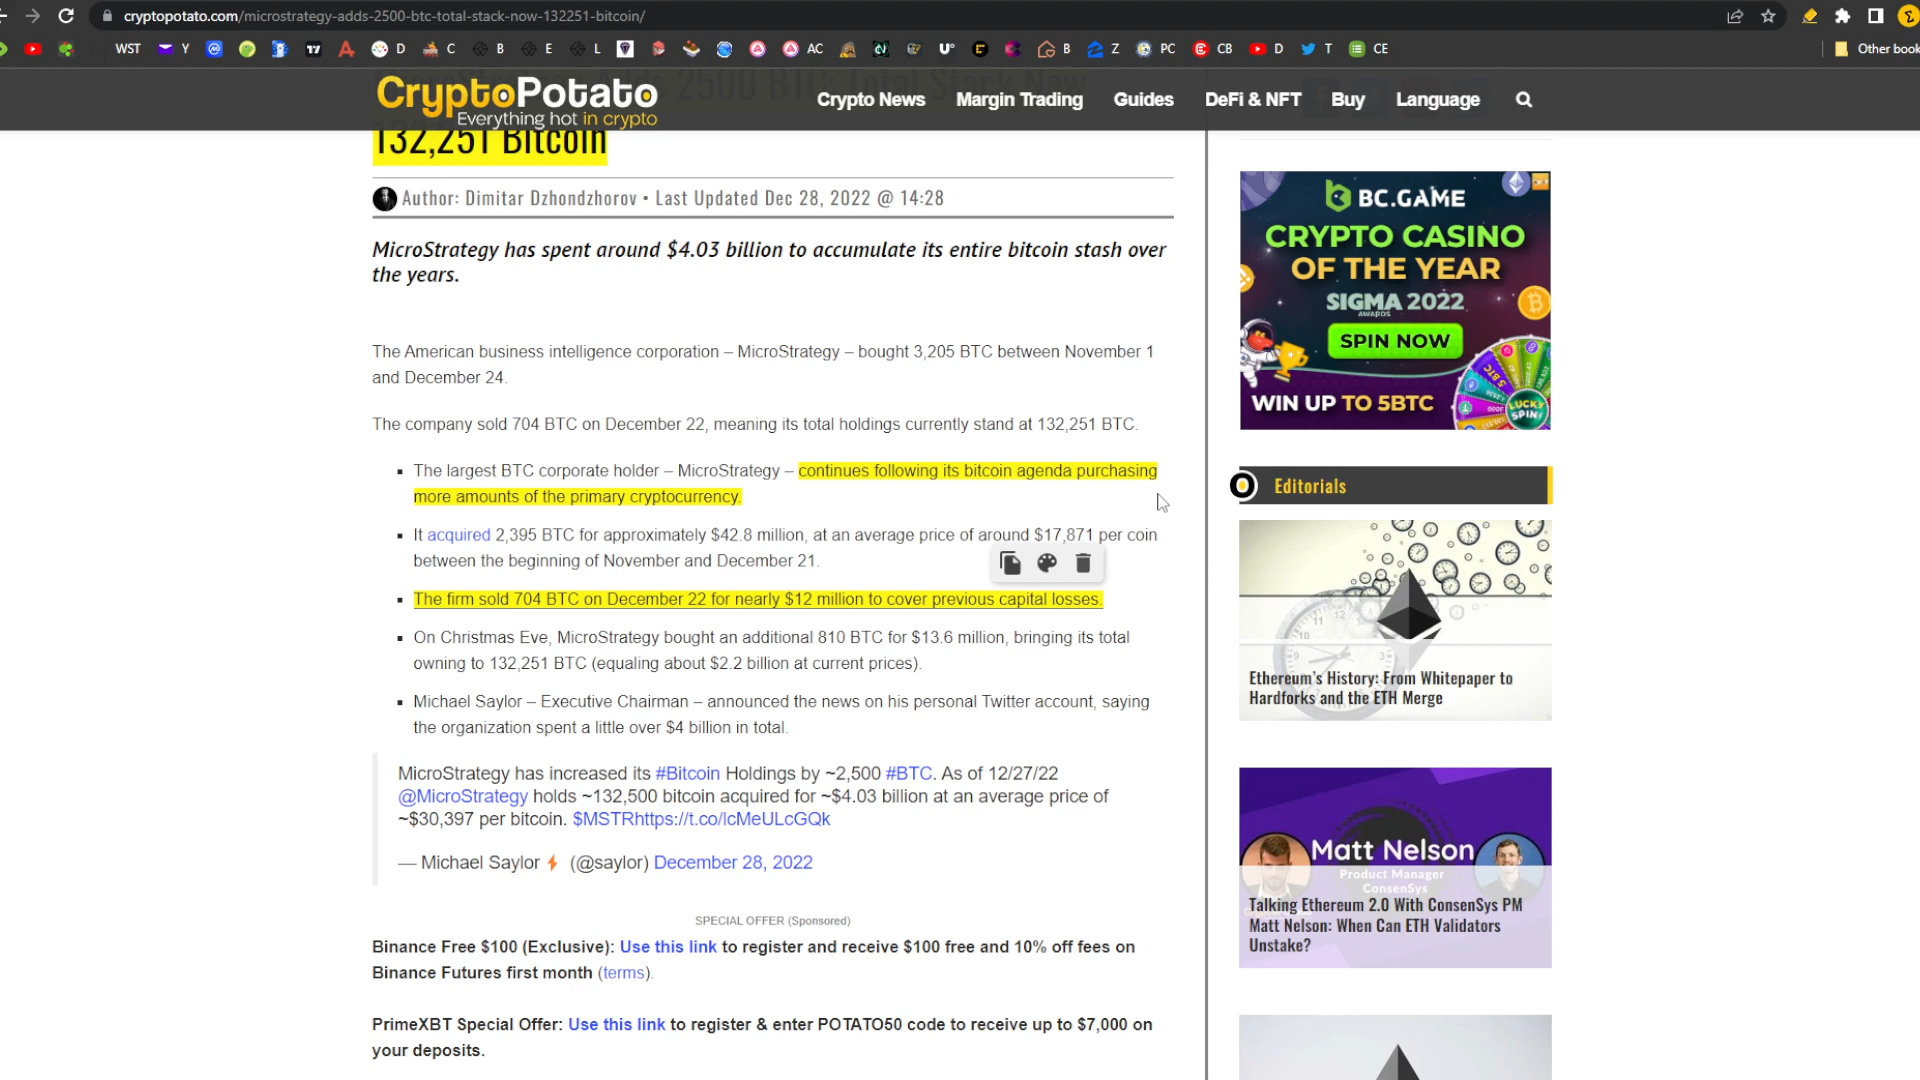 cryptopotato.com/microstrategy-adds-2500-btc-total-stack-now-132251-bitcoin/
WST Y D C B E L AC B Z PC CB D T CE Other book
CryptoPotato
Everything hot in crypto
Crypto News Margin Trading Guides DeFi & NFT Buy Language
2500 BTC: Total Stack Now
132,251 Bitcoin
Author: Dimitar Dzhondzhorov • Last Updated Dec 28, 2022 @ 14:28
MicroStrategy has spent around $4.03 billion to accumulate its entire bitcoin stash over
the years.
The American business intelligence corporation – MicroStrategy – bought 3,205 BTC between November 1
and December 24.
The company sold 704 BTC on December 22, meaning its total holdings currently stand at 132,251 BTC.
▪ The largest BTC corporate holder – MicroStrategy – continues following its bitcoin agenda purchasing
more amounts of the primary cryptocurrency.
▪ It acquired 2,395 BTC for approximately $42.8 million, at an average price of around $17,871 per coin
between the beginning of November and December 21.
▪ The firm sold 704 BTC on December 22 for nearly $12 million to cover previous capital losses.
▪ On Christmas Eve, MicroStrategy bought an additional 810 BTC for $13.6 million, bringing its total
owning to 132,251 BTC (equaling about $2.2 billion at current prices).
▪ Michael Saylor – Executive Chairman – announced the news on his personal Twitter account, saying
the organization spent a little over $4 billion in total.
MicroStrategy has increased its #Bitcoin Holdings by ~2,500 #BTC. As of 12/27/22
@MicroStrategy holds ~132,500 bitcoin acquired for ~$4.03 billion at an average price of
~$30,397 per bitcoin. $MSTRhttps://t.co/lcMeULcGQk
— Michael Saylor⚡ (@saylor) December 28, 2022
SPECIAL OFFER (Sponsored)
Binance Free $100 (Exclusive): Use this link to register and receive $100 free and 10% off fees on
Binance Futures first month (terms).
PrimeXBT Special Offer: Use this link to register & enter POTATO50 code to receive up to $7,000 on
your deposits.
BC.GAME
CRYPTO CASINO
OF THE YEAR
SIGMA 2022
AWARDS
SPIN NOW
WIN UP TO 5BTC
5 BTC
LUCKY
SPIN!
Editorials
Ethereum's History: From Whitepaper to
Hardforks and the ETH Merge
Matt Nelson
Product Manager
ConsenSys
Talking Ethereum 2.0 With ConsenSys PM
Matt Nelson: When Can ETH Validators
Unstake?